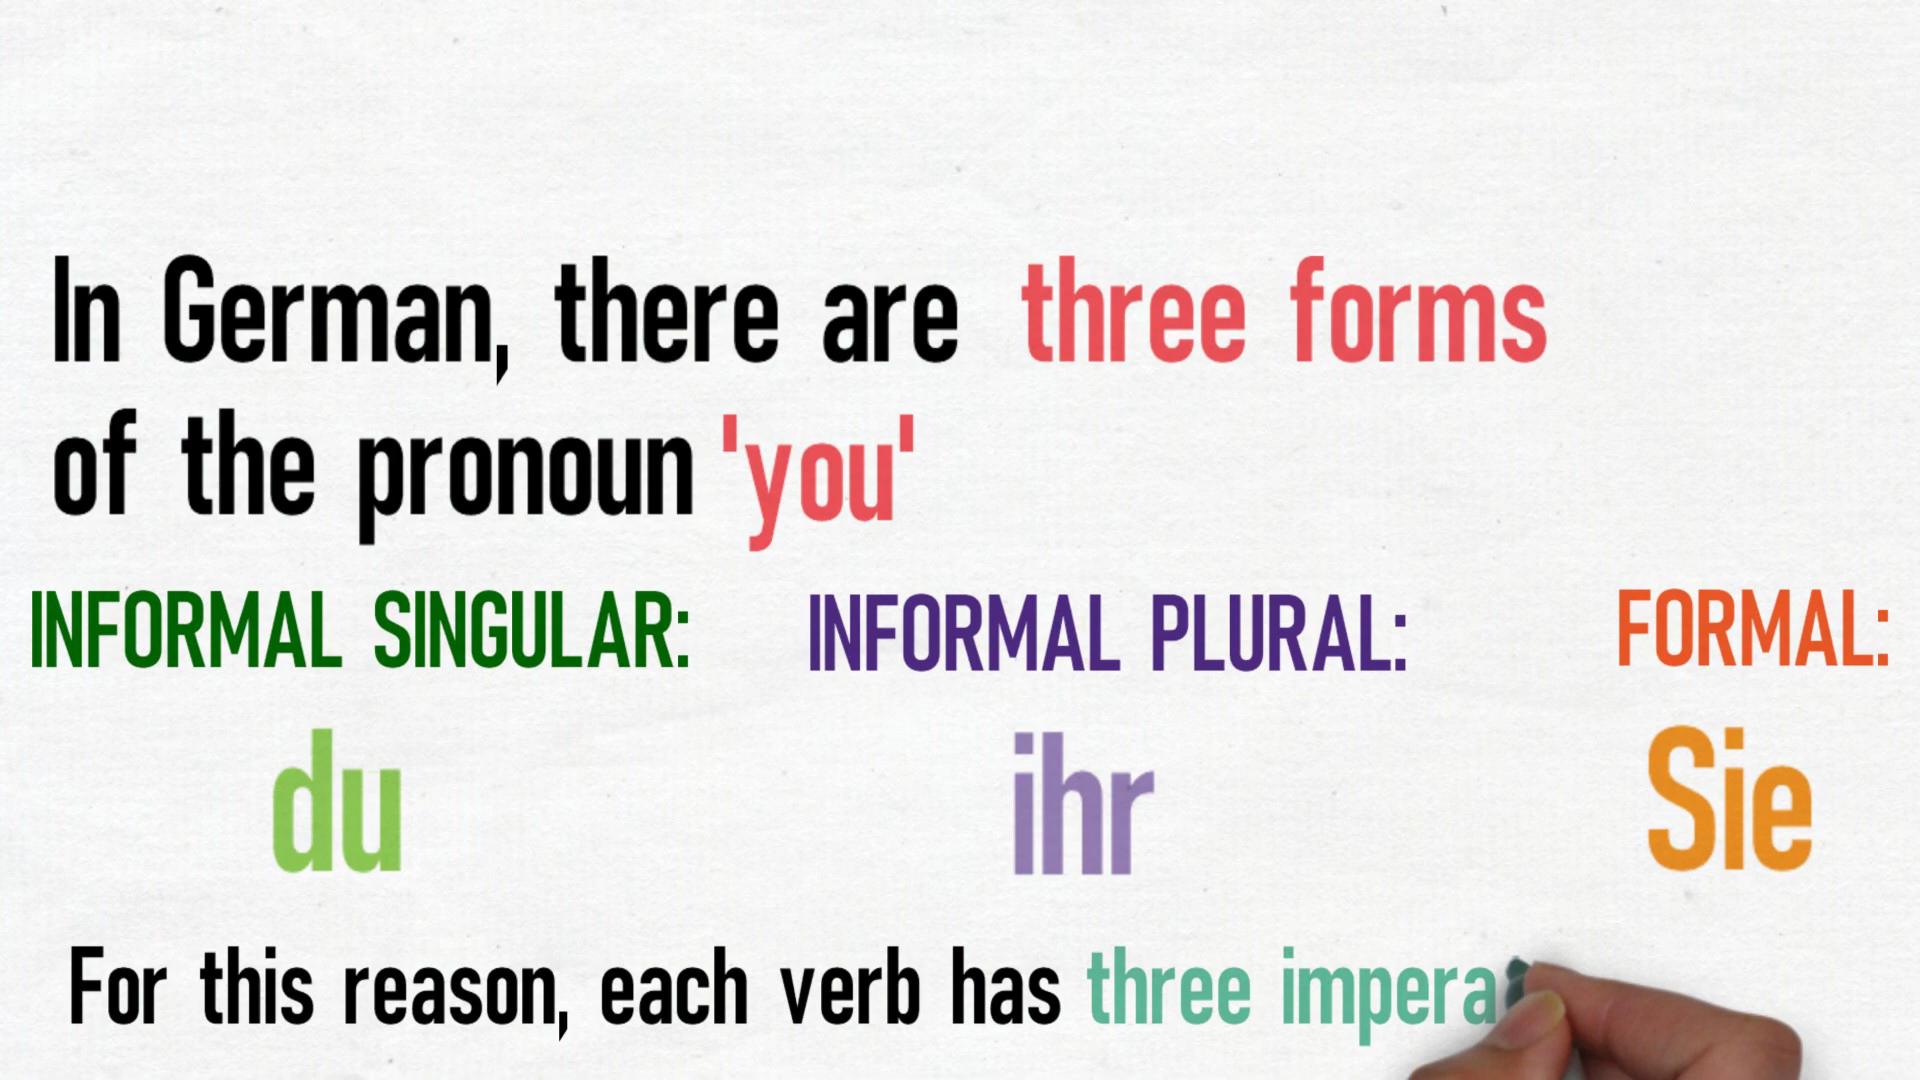 In German, there are three forms
of the pronoun 'you'
INFORMAL SINGULAR: INFORMAL PLURAL: FORMAL:
du ihr Sie
For this reason, each verb has three impera